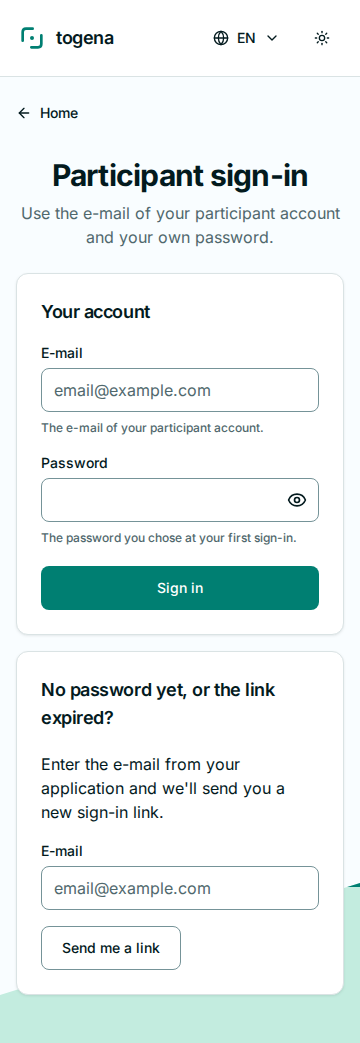 togena
EN
Home
Participant sign-in
Use the e-mail of your participant account
and your own password.
Your account
E-mail
email@example.com
The e-mail of your participant account.
Password
The password you chose at your first sign-in.
Sign in
No password yet, or the link
expired?
Enter the e-mail from your
application and we'll send you a
new sign-in link.
E-mail
email@example.com
Send me a link